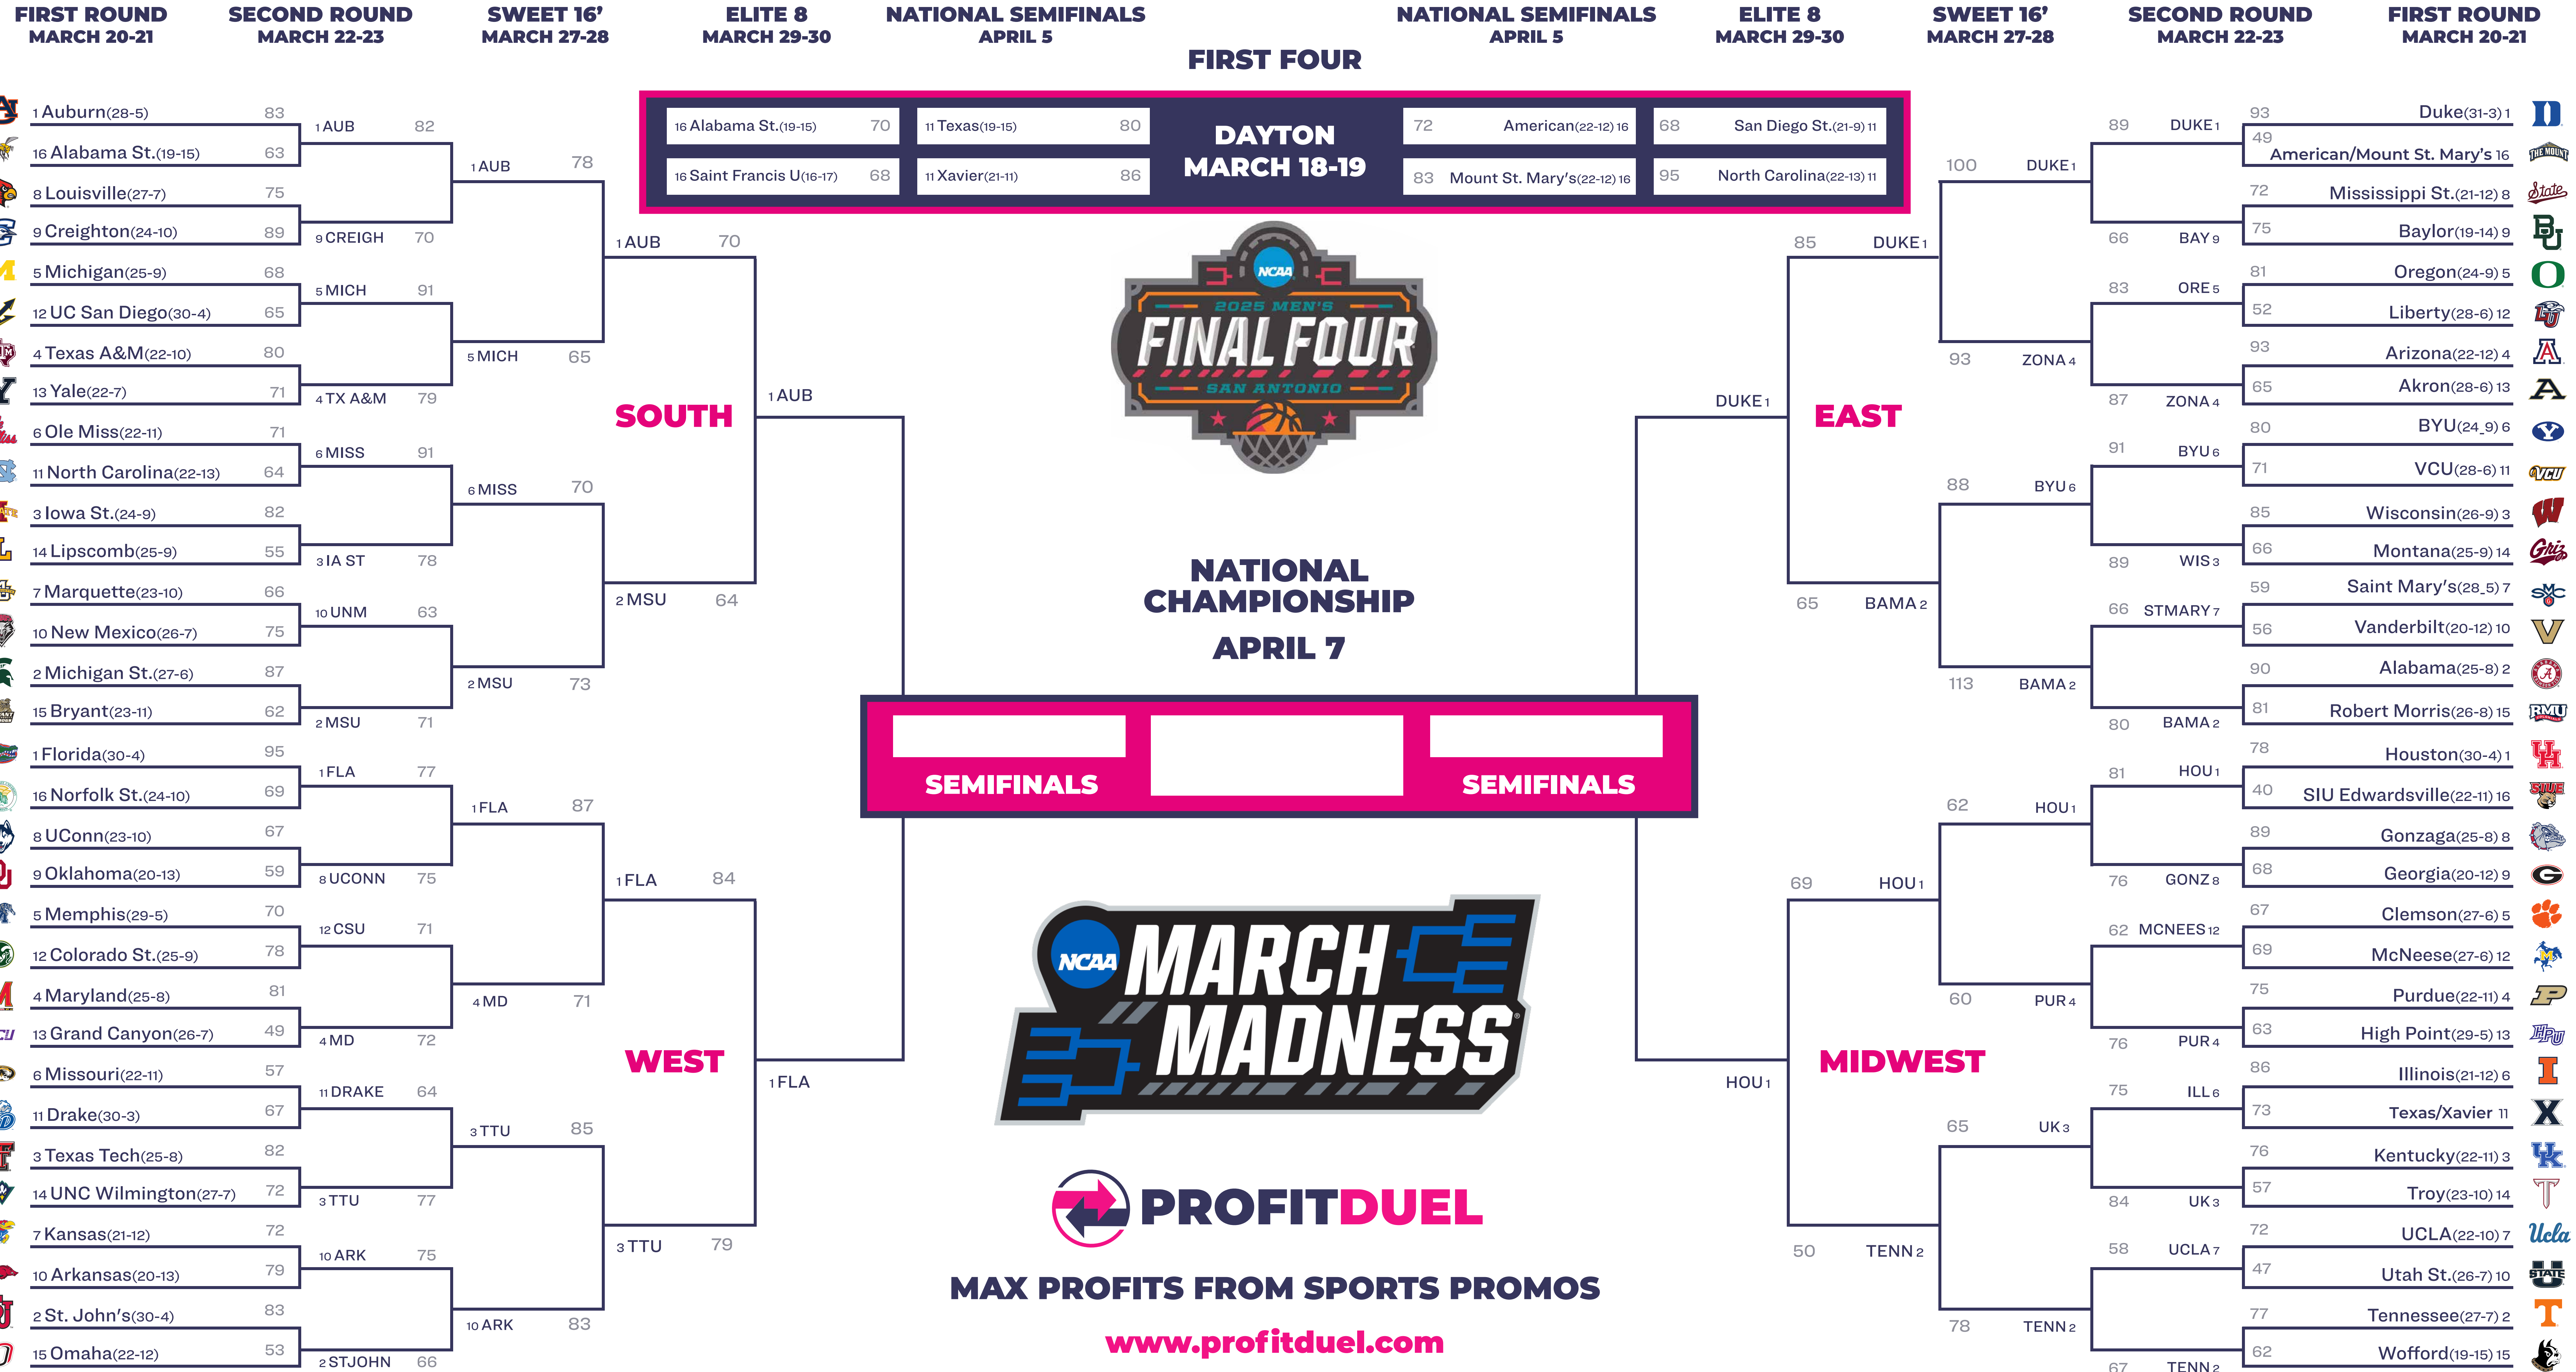 FIRST ROUND
MARCH 20-21
SECOND ROUND
MARCH 22-23
SWEET 16’
MARCH 27-28
ELITE 8
MARCH 29-30
NATIONAL SEMIFINALS
APRIL 5
NATIONAL SEMIFINALS
APRIL 5
ELITE 8
MARCH 29-30
SWEET 16’
MARCH 27-28
SECOND ROUND
MARCH 22-23
FIRST ROUND
MARCH 20-21
FIRST FOUR
16 Alabama St.(19-15) 70
16 Saint Francis U(16-17) 68
11 Texas(19-15) 80
11 Xavier(21-11) 86
DAYTON
MARCH 18-19
72 American(22-12) 16
83 Mount St. Mary’s(22-12) 16
68 San Diego St.(21-9) 11
95 North Carolina(22-13) 11
1 Auburn(28-5) 83
16 Alabama St.(19-15) 63
8 Louisville(27-7) 75
9 Creighton(24-10) 89
5 Michigan(25-9) 68
12 UC San Diego(30-4) 65
4 Texas A&M(22-10) 80
13 Yale(22-7) 71
6 Ole Miss(22-11) 71
11 North Carolina(22-13) 64
3 Iowa St.(24-9) 82
14 Lipscomb(25-9) 55
7 Marquette(23-10) 66
10 New Mexico(26-7) 75
2 Michigan St.(27-6) 87
15 Bryant(23-11) 62
1 Florida(30-4) 95
16 Norfolk St.(24-10) 69
8 UConn(23-10) 67
9 Oklahoma(20-13) 59
5 Memphis(29-5) 70
12 Colorado St.(25-9) 78
4 Maryland(25-8) 81
13 Grand Canyon(26-7) 49
6 Missouri(22-11) 57
11 Drake(30-3) 67
3 Texas Tech(25-8) 82
14 UNC Wilmington(27-7) 72
7 Kansas(21-12) 72
10 Arkansas(20-13) 79
2 St. John’s(30-4) 83
15 Omaha(22-12) 53
1 AUB 82
9 CREIGH 70
5 MICH 91
4 TX A&M 79
6 MISS 91
3 IA ST 78
10 UNM 63
2 MSU 71
1 FLA 77
8 UCONN 75
12 CSU 71
4 MD 72
11 DRAKE 64
3 TTU 77
10 ARK 75
2 STJOHN 66
1 AUB 78
5 MICH 65
6 MISS 70
2 MSU 73
1 FLA 87
4 MD 71
3 TTU 85
10 ARK 83
1 AUB 70
SOUTH
2 MSU 64
1 FLA 84
WEST
3 TTU 79
1 AUB
1 FLA
NCAA
2025 MEN'S
FINAL FOUR
SAN ANTONIO
NATIONAL
CHAMPIONSHIP
APRIL 7
SEMIFINALS
SEMIFINALS
NCAA
MARCH
MADNESS
PROFITDUEL
MAX PROFITS FROM SPORTS PROMOS
www.profitduel.com
DUKE 1
HOU 1
85 DUKE 1
EAST
65 BAMA 2
69 HOU 1
MIDWEST
50 TENN 2
100 DUKE 1
93 ZONA 4
88 BYU 6
113 BAMA 2
62 HOU 1
60 PUR 4
65 UK 3
78 TENN 2
89 DUKE 1
66 BAY 9
83 ORE 5
87 ZONA 4
91 BYU 6
89 WIS 3
66 STMARY 7
80 BAMA 2
81 HOU 1
76 GONZ 8
62 MCNEES 12
76 PUR 4
75 ILL 6
84 UK 3
58 UCLA 7
67 TENN 2
93 Duke(31-3) 1
49 American/Mount St. Mary’s 16
THE MOUNT
72 Mississippi St.(21-12) 8
State
75 Baylor(19-14) 9
81 Oregon(24-9) 5
52 Liberty(28-6) 12
93 Arizona(22-12) 4
65 Akron(28-6) 13
80 BYU(24_9) 6
71 VCU(28-6) 11
VCU
85 Wisconsin(26-9) 3
66 Montana(25-9) 14
Griz
59 Saint Mary’s(28_5) 7
56 Vanderbilt(20-12) 10
90 Alabama(25-8) 2
81 Robert Morris(26-8) 15
RMU
78 Houston(30-4) 1
40 SIU Edwardsville(22-11) 16
SIUE
89 Gonzaga(25-8) 8
68 Georgia(20-12) 9
67 Clemson(27-6) 5
69 McNeese(27-6) 12
75 Purdue(22-11) 4
63 High Point(29-5) 13
HPU
86 Illinois(21-12) 6
73 Texas/Xavier 11
76 Kentucky(22-11) 3
57 Troy(23-10) 14
72 UCLA(22-10) 7
Ucla
47 Utah St.(26-7) 10
STATE
77 Tennessee(27-7) 2
62 Wofford(19-15) 15